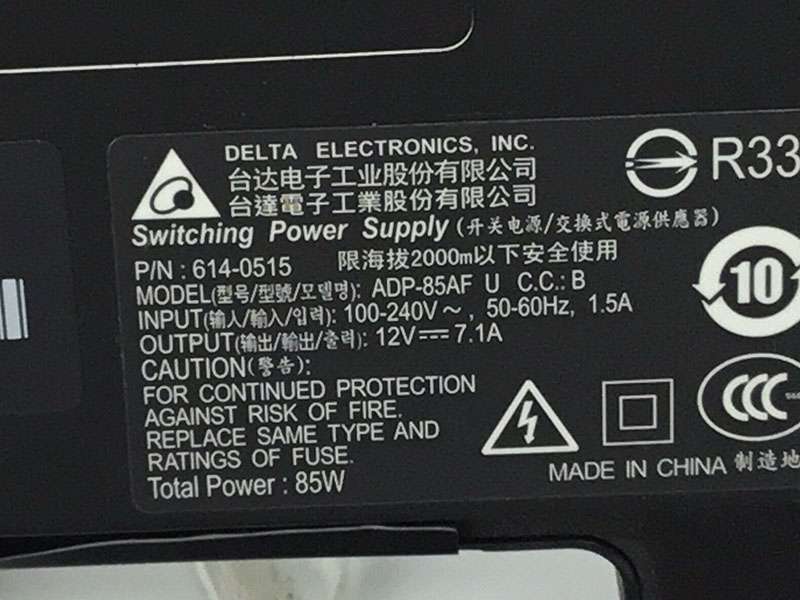 DELTA ELECTRONICS, INC.
台达电子工业股份有限公司
台達電子工業股份有限公司
R33
Switching Power Supply (开关电源/交換式電源供應器)
P/N : 614-0515 限海拔2000m以下安全使用
MODEL(型号/型號/모델명): ADP-85AF U C.C.: B
10
INPUT(输入/輸入/입력): 100-240V～, 50-60Hz, 1.5A
OUTPUT(输出/輸出/출력): 12V⎓7.1A
CAUTION(警告):
FOR CONTINUED PROTECTION
AGAINST RISK OF FIRE.
REPLACE SAME TYPE AND
RATINGS OF FUSE.
Total Power : 85W
CCC
MADE IN CHINA 制造地